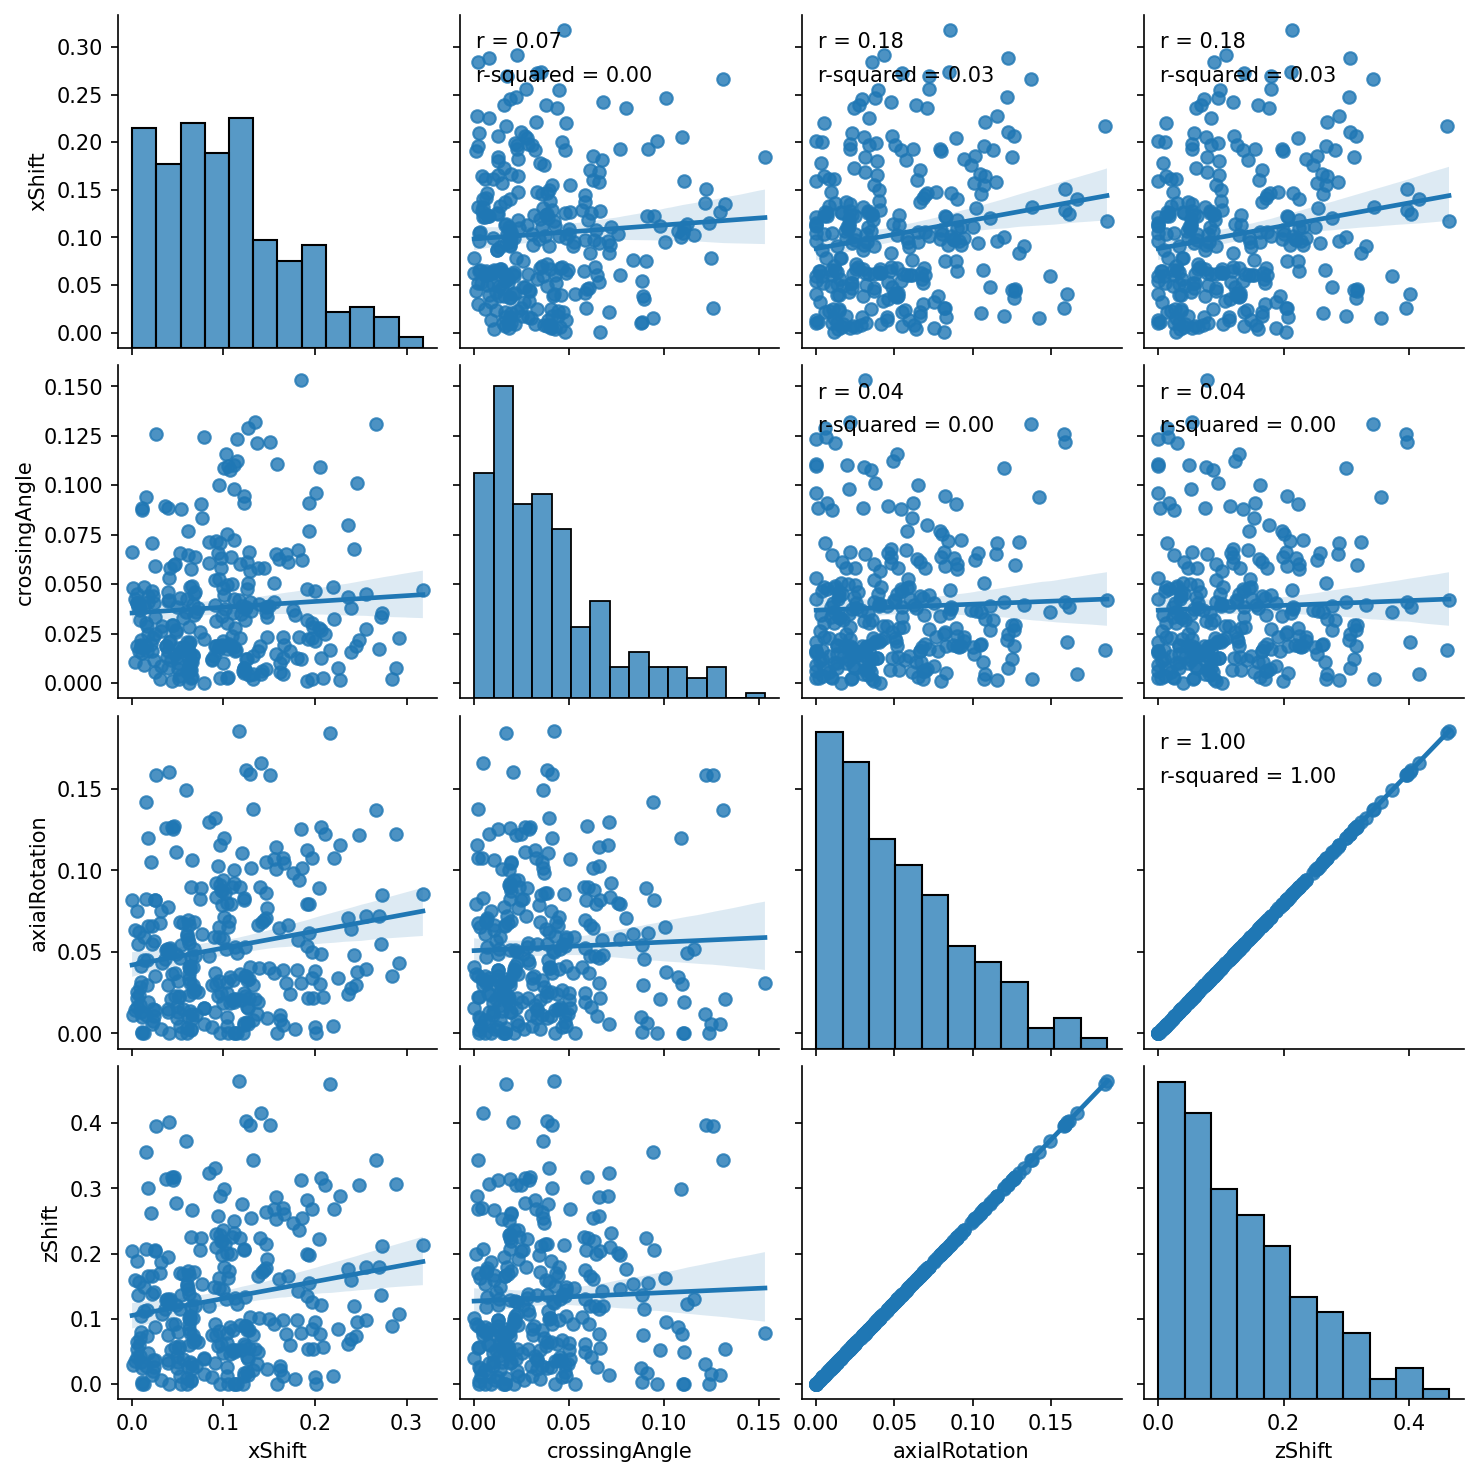 0.30
0.25
0.20
0.15
0.10
0.05
0.00
xShift
r = 0.07
r-squared = 0.00
r = 0.18
r-squared = 0.03
r = 0.18
r-squared = 0.03
0.150
0.125
0.100
0.075
0.050
0.025
0.000
crossingAngle
r = 0.04
r-squared = 0.00
r = 0.04
r-squared = 0.00
0.15
0.10
0.05
0.00
axialRotation
r = 1.00
r-squared = 1.00
0.4
0.3
0.2
0.1
0.0
zShift
0.0 0.1 0.2 0.3
xShift
0.00 0.05 0.10 0.15
crossingAngle
0.00 0.05 0.10 0.15
axialRotation
0.0 0.2 0.4
zShift